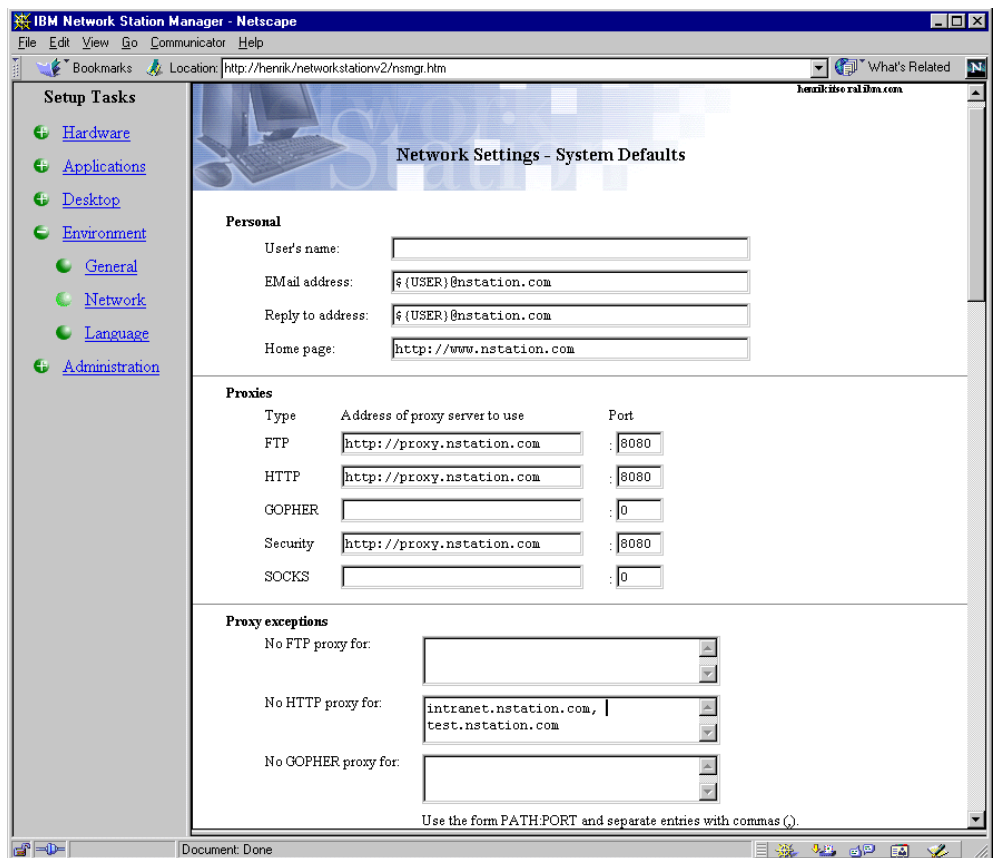 IBM Network Station Manager - Netscape
File Edit View Go Communicator Help
Bookmarks Location: http://henrik/networkstationv2/nsmgr.htm What's Related N
Setup Tasks
Hardware
Applications
Desktop
Environment
General
Network
Language
Administration
henrik itso ral ibm.com
Network Settings - System Defaults
Personal
User's name:
EMail address: ${USER}@nstation.com
Reply to address: ${USER}@nstation.com
Home page: http://www.nstation.com
Proxies
Type Address of proxy server to use Port
FTP http://proxy.nstation.com : 8080
HTTP http://proxy.nstation.com : 8080
GOPHER : 0
Security http://proxy.nstation.com : 8080
SOCKS : 0
Proxy exceptions
No FTP proxy for:
No HTTP proxy for: intranet.nstation.com,
test.nstation.com
No GOPHER proxy for:
Use the form PATH:PORT and separate entries with commas (,).
Document: Done